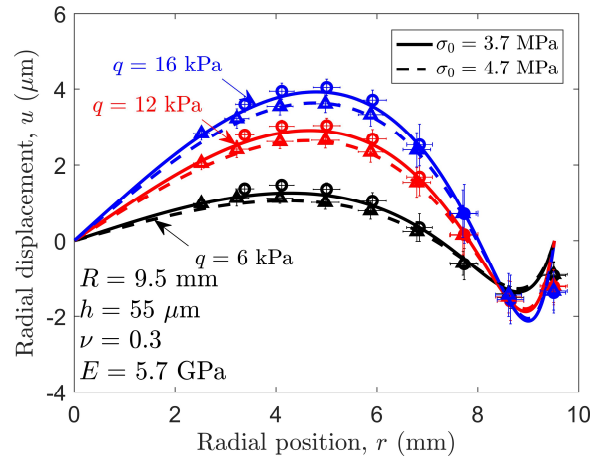 6
4
2
0
-2
-4
0
2
4
6
8
10
Radial displacement, u (μm)
Radial position, r (mm)
σ₀ = 3.7 MPa
σ₀ = 4.7 MPa
q = 16 kPa
q = 12 kPa
q = 6 kPa
R = 9.5 mm
h = 55 μm
ν = 0.3
E = 5.7 GPa